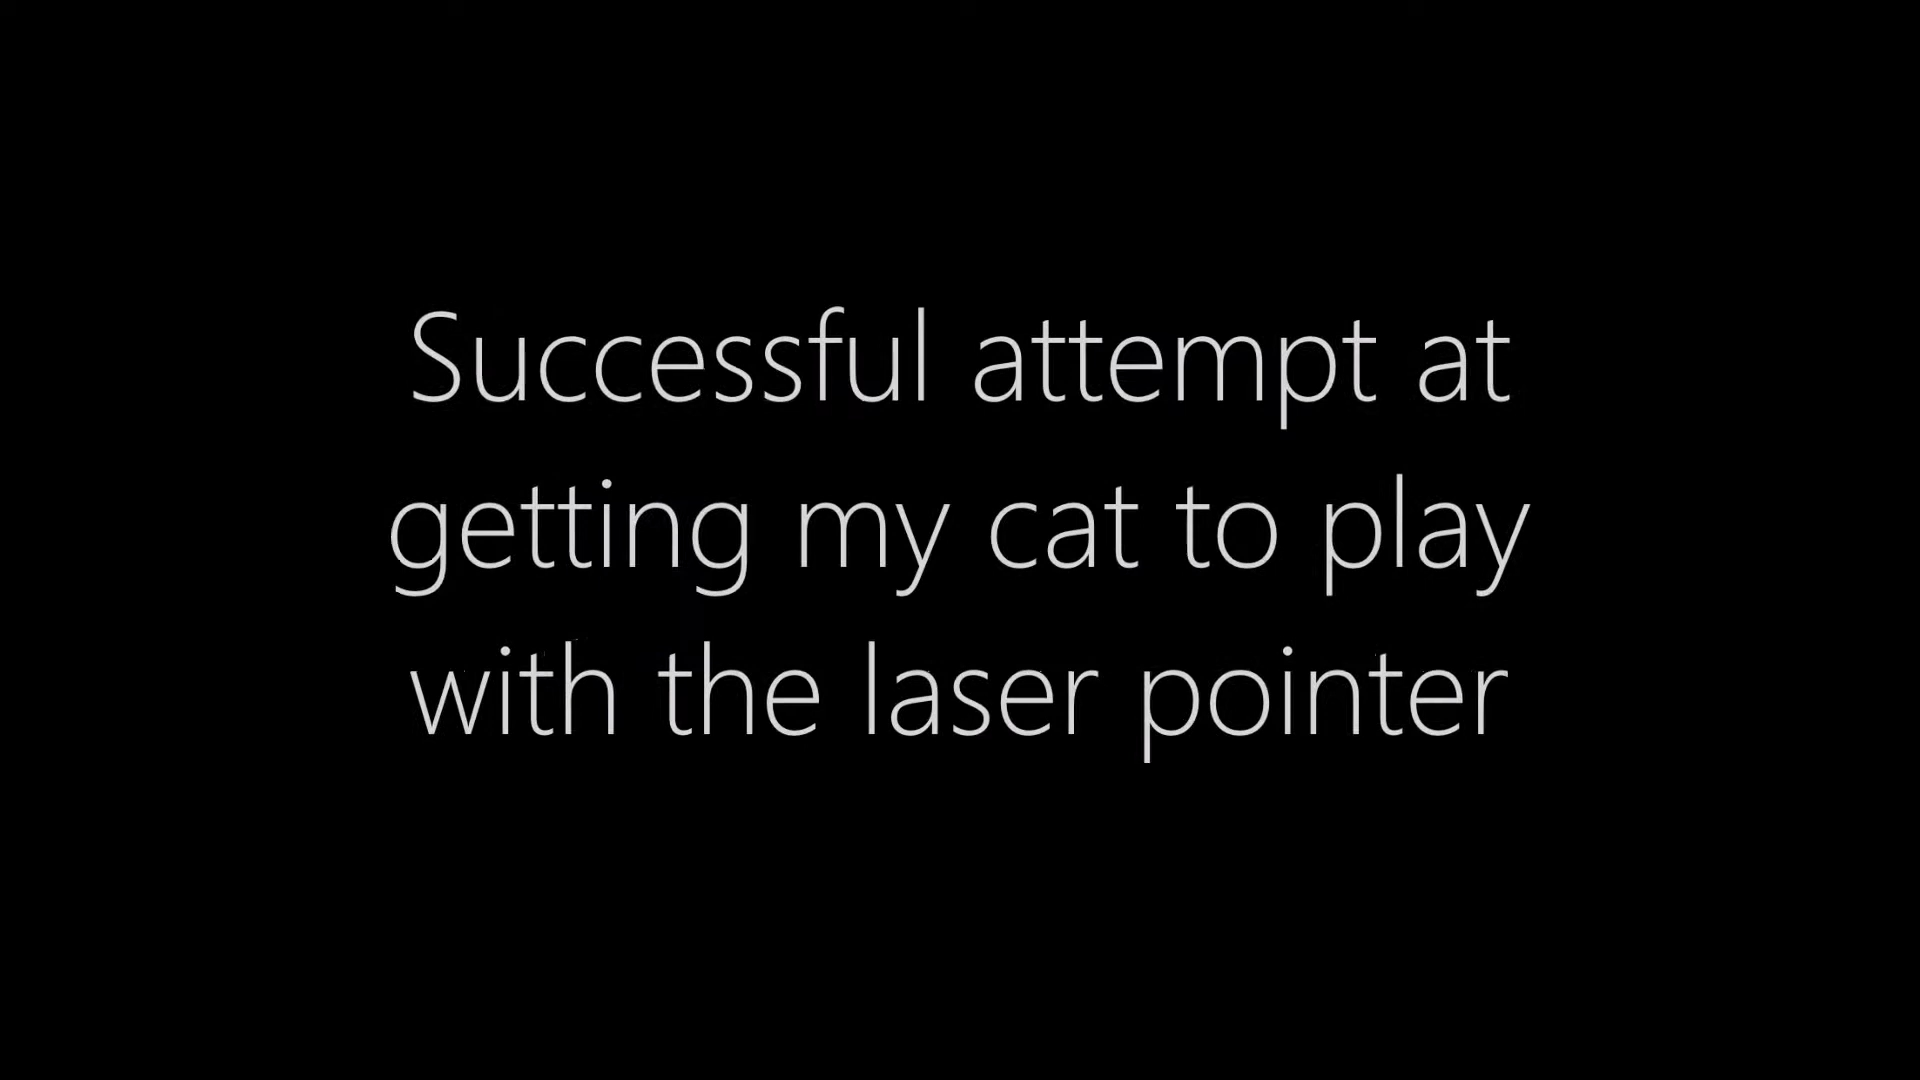 Successful attempt at
getting my cat to play
with the laser pointer